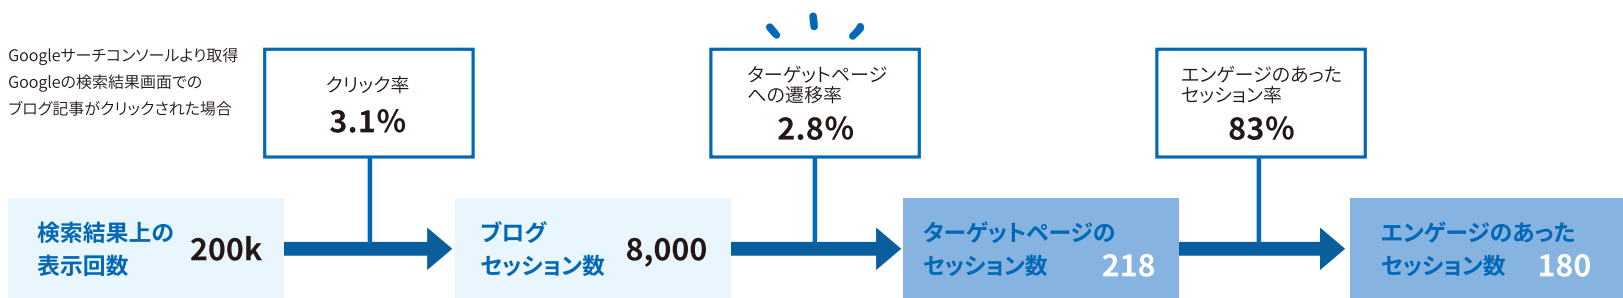 Googleサーチコンソールより取得
Googleの検索結果画面での
ブログ記事がクリックされた場合
クリック率
3.1%
ターゲットページ
への遷移率
2.8%
エンゲージのあった
セッション率
83%
検索結果上の
表示回数
200k
ブログ
セッション数
8,000
ターゲットページの
セッション数
218
エンゲージのあった
セッション数
180